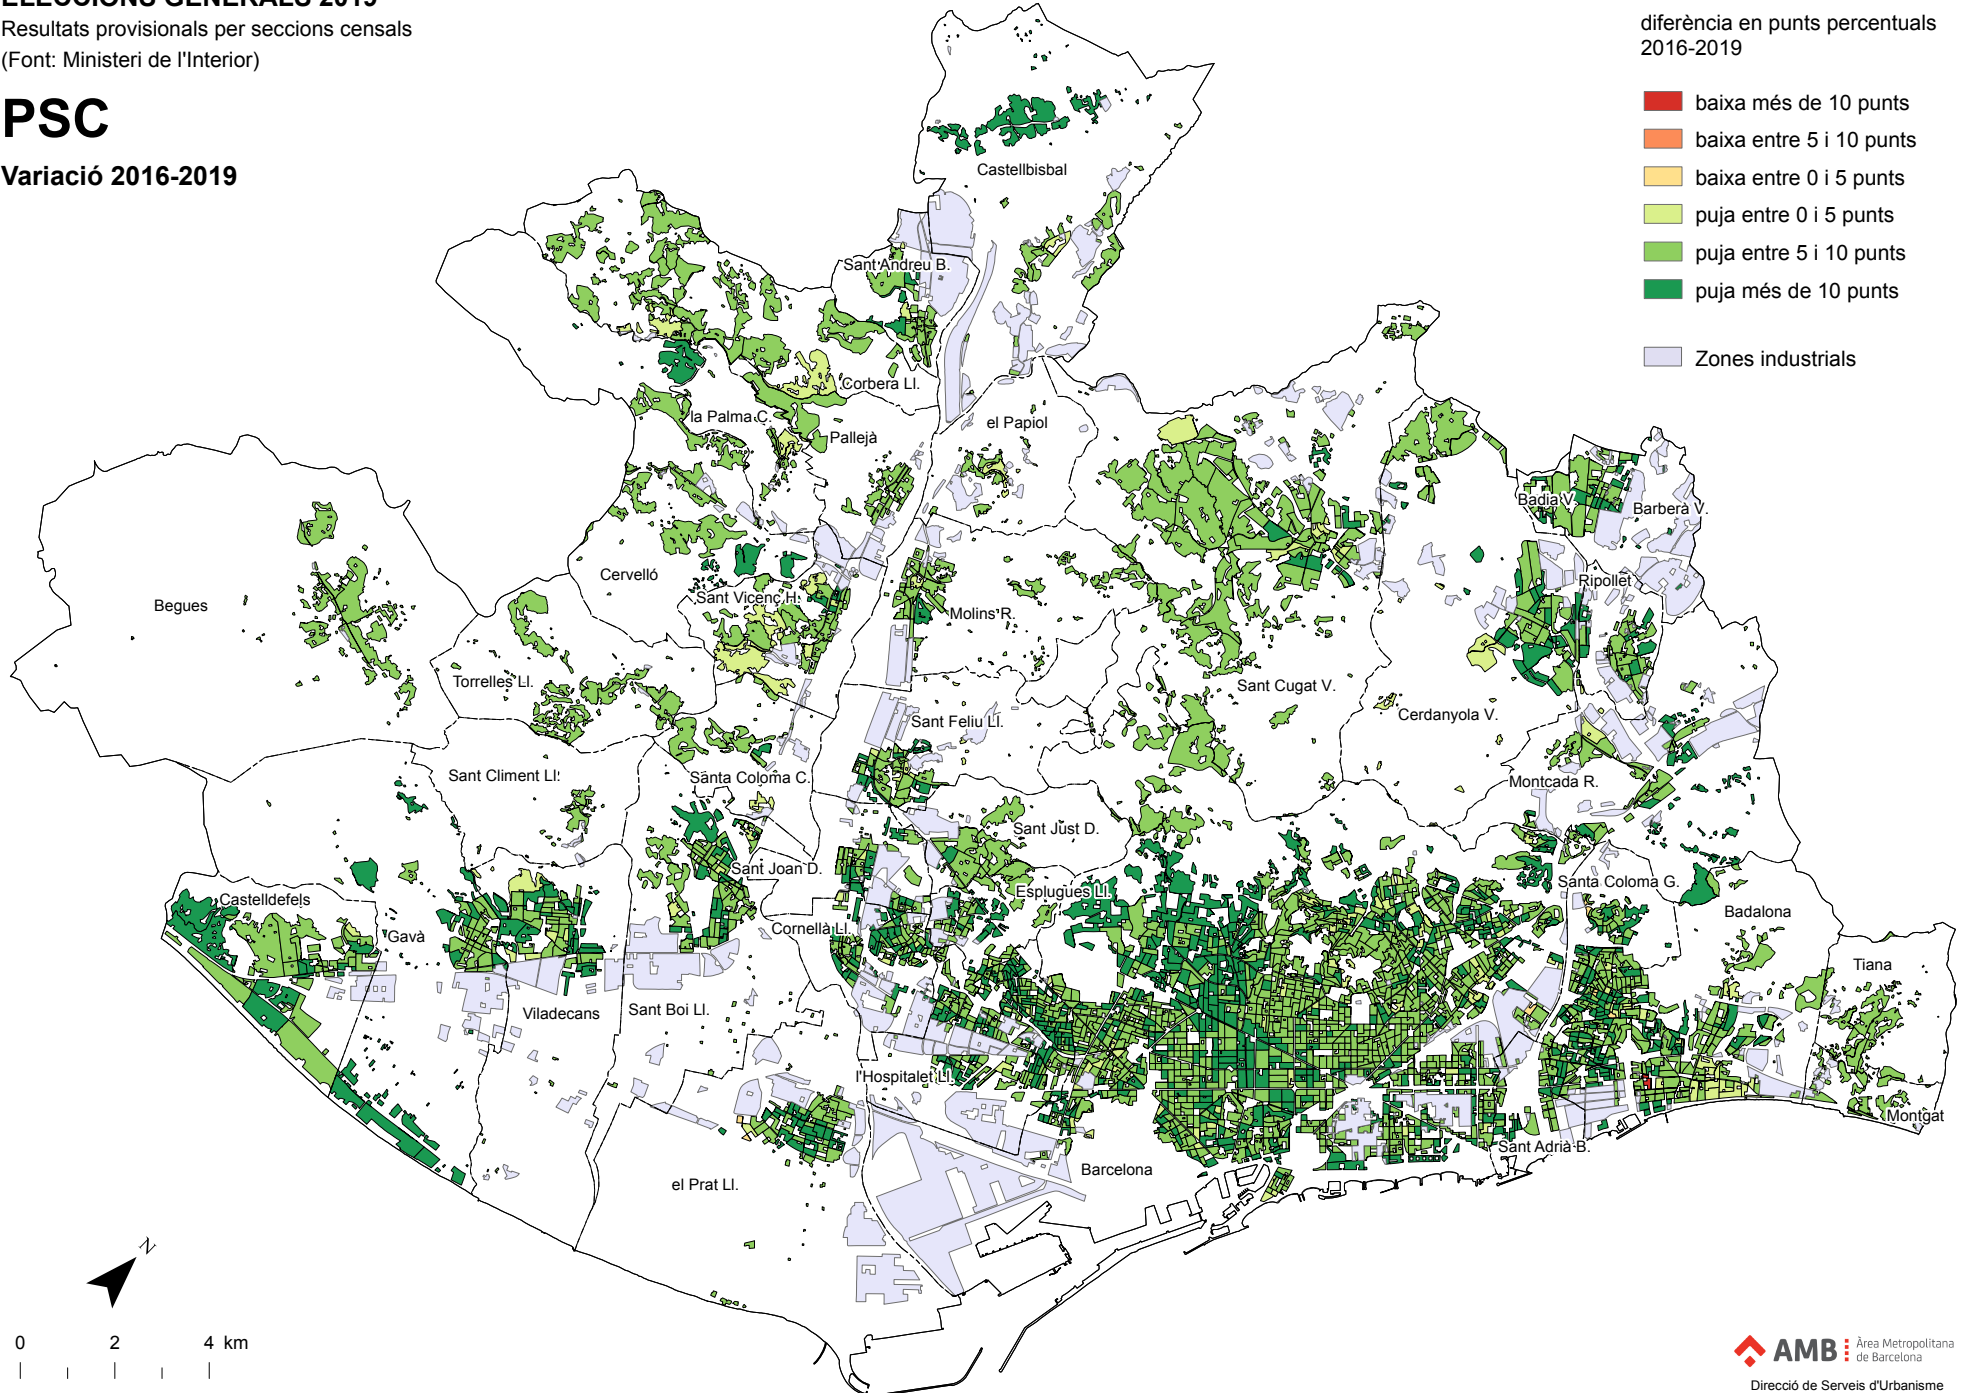 ELECCIONS GENERALS 2019
Resultats provisionals per seccions censals
(Font: Ministeri de l'Interior)
PSC
Variació 2016-2019
diferència en punts percentuals
2016-2019
baixa més de 10 punts
baixa entre 5 i 10 punts
baixa entre 0 i 5 punts
puja entre 0 i 5 punts
puja entre 5 i 10 punts
puja més de 10 punts
Zones industrials
Castellbisbal
Sant Andreu B.
Corbera Ll.
la Palma C.
Pallejà
el Papiol
Badia V.
Barberà V.
Cervelló
Begues
Sant Vicenç H.
Molins R.
Ripollet
Torrelles Ll.
Sant Cugat V.
Cerdanyola V.
Sant Feliu Ll.
Sant Climent Ll.
Santa Coloma C.
Montcada R.
Sant Just D.
Sant Joan D.
Castelldefels
Esplugues Ll.
Santa Coloma G.
Badalona
Gavà
Cornellà Ll.
Tiana
Viladecans
Sant Boi Ll.
l'Hospitalet Ll.
Montgat
Sant Adrià B.
Barcelona
el Prat Ll.
N
0 2 4 km
AMB Àrea Metropolitana
de Barcelona
Direcció de Serveis d'Urbanisme